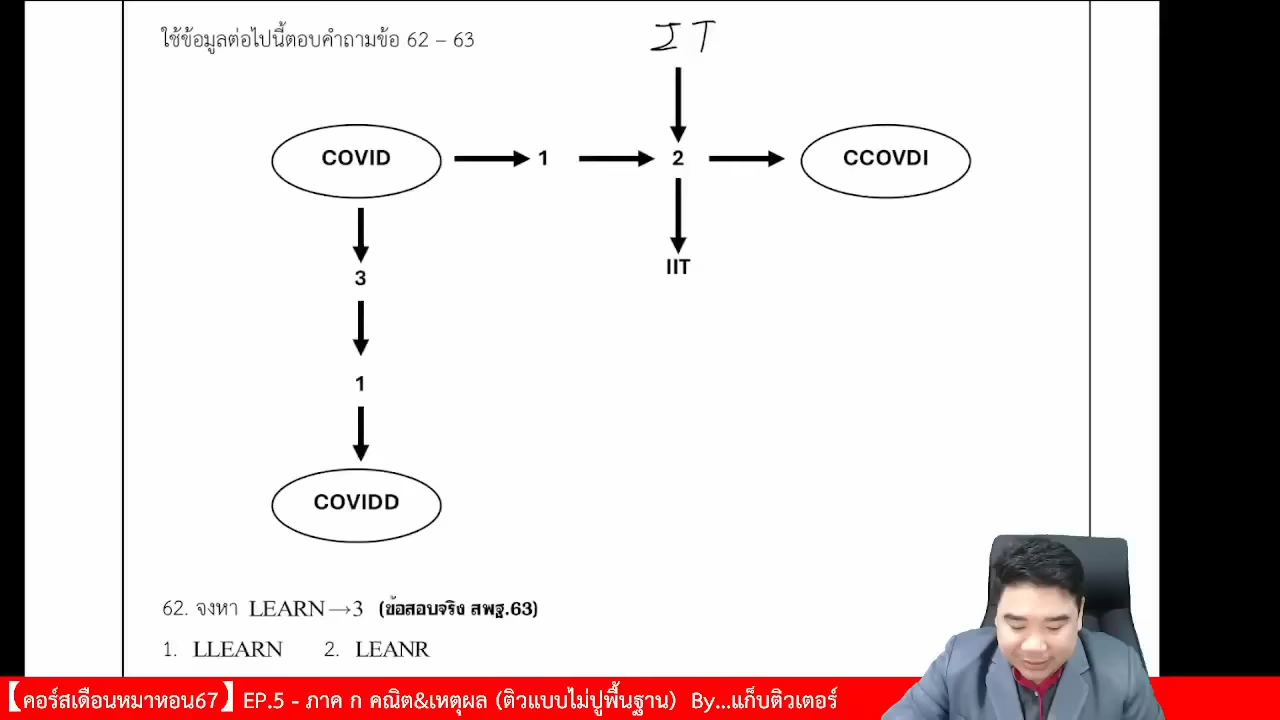 ใช้ข้อมูลต่อไปนี้ตอบคำถามข้อ 62 – 63
IT
COVID
1
2
CCOVDI
3
IIT
1
COVIDD
62. จงหา LEARN→3 (ข้อสอบจริง สพฐ.63)
1. LLEARN 2. LEANR
【คอร์สเดือนหมาหอน67】EP.5 - ภาค ก คณิต&เหตุผล (ติวแบบไม่ปูพื้นฐาน) By...แก็บติวเตอร์